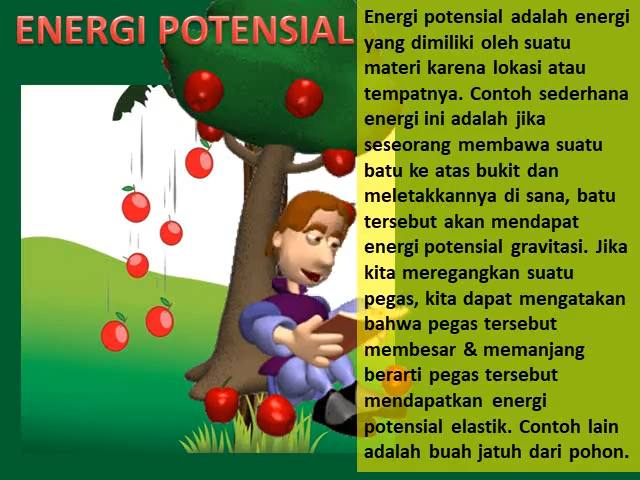 ENERGI POTENSIAL
Energi potensial adalah energi
yang dimiliki oleh suatu
materi karena lokasi atau
tempatnya. Contoh sederhana
energi ini adalah jika
seseorang membawa suatu
batu ke atas bukit dan
meletakkannya di sana, batu
tersebut akan mendapat
energi potensial gravitasi. Jika
kita meregangkan suatu
pegas, kita dapat mengatakan
bahwa pegas tersebut
membesar & memanjang
berarti pegas tersebut
mendapatkan energi
potensial elastik. Contoh lain
adalah buah jatuh dari pohon.